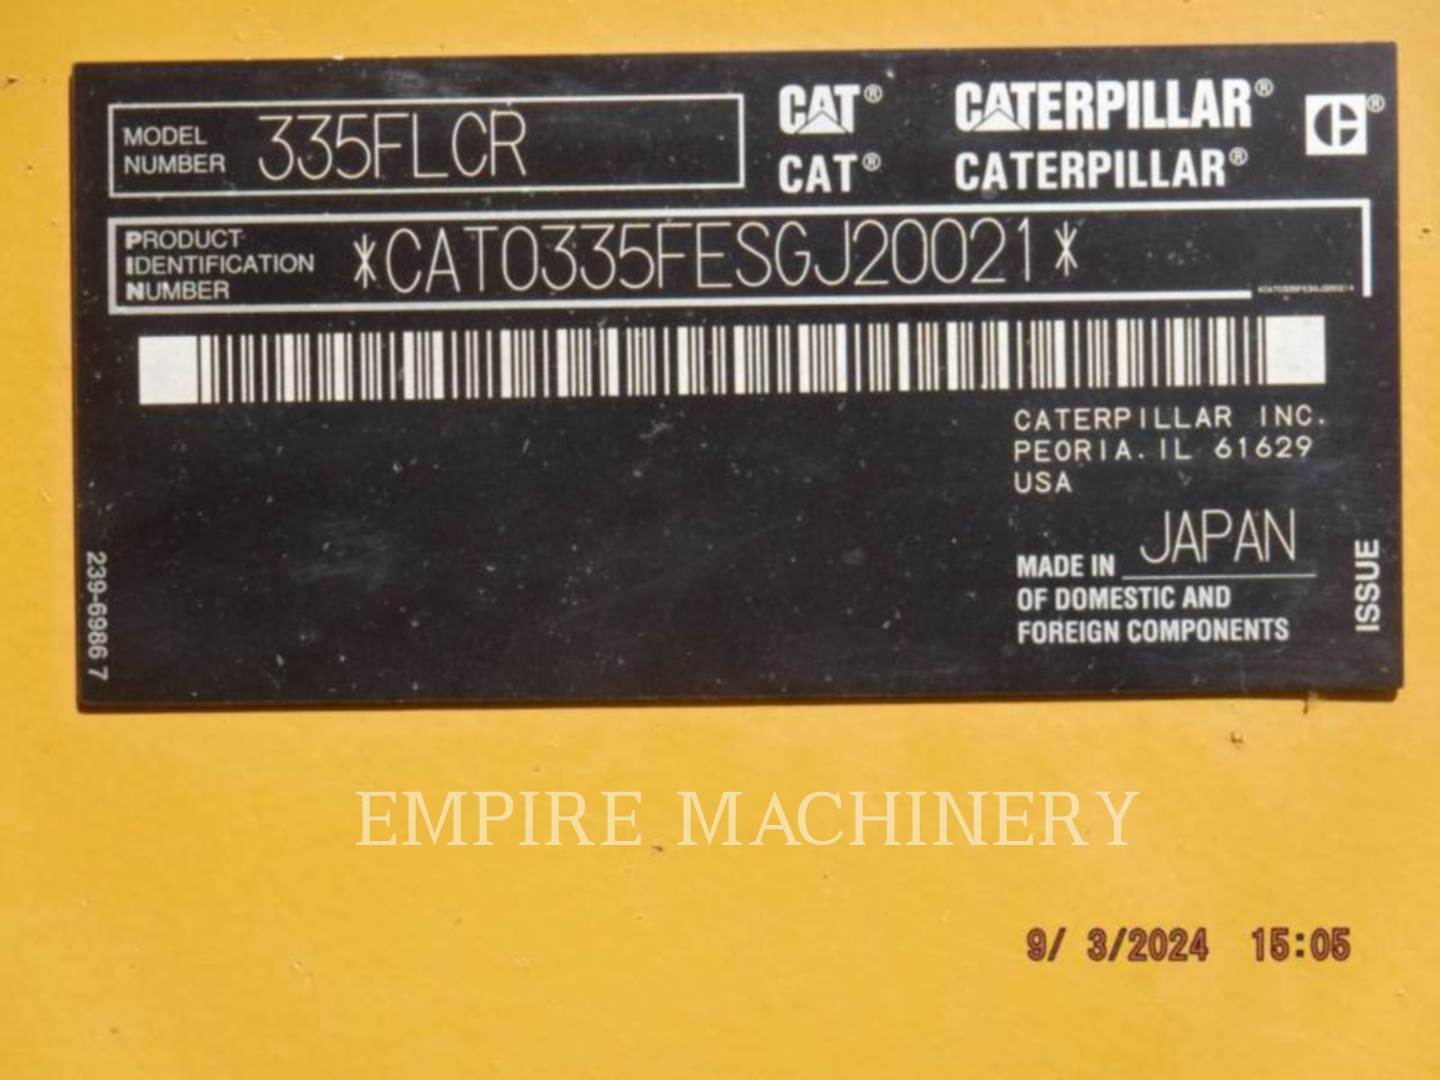 MODEL NUMBER 335FLCR
CAT® CATERPILLAR®
CAT® CATERPILLAR®
PRODUCT IDENTIFICATION NUMBER *CAT0335FESGJ20021*
CATERPILLAR INC.
PEORIA. IL 61629
USA
MADE IN JAPAN
OF DOMESTIC AND
FOREIGN COMPONENTS
ISSUE
239-6986 7
EMPIRE MACHINERY
9/ 3/2024 15:05